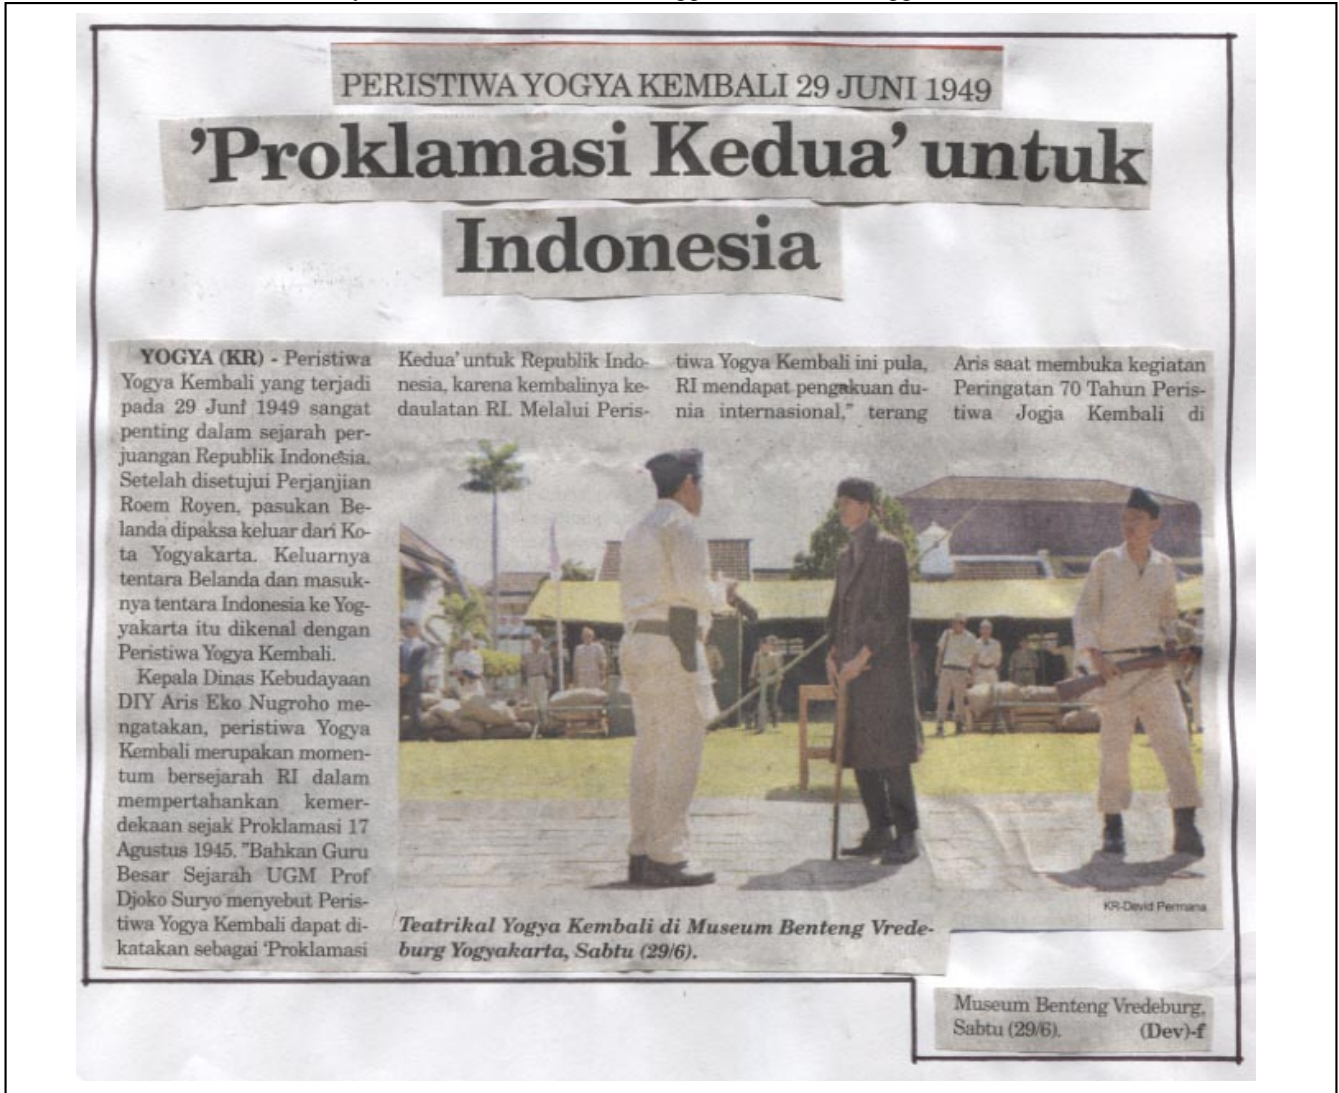 PERISTIWA YOGYA KEMBALI 29 JUNI 1949
'Proklamasi Kedua' untuk
Indonesia
YOGYA (KR) - Peristiwa
Yogya Kembali yang terjadi
pada 29 Juni 1949 sangat
penting dalam sejarah per-
juangan Republik Indonesia.
Setelah disetujui Perjanjian
Roem Royen, pasukan Be-
landa dipaksa keluar dari Ko-
ta Yogyakarta. Keluarnya
tentara Belanda dan masuk-
nya tentara Indonesia ke Yog-
yakarta itu dikenal dengan
Peristiwa Yogya Kembali.
Kepala Dinas Kebudayaan
DIY Aris Eko Nugroho me-
ngatakan, peristiwa Yogya
Kembali merupakan momen-
tum bersejarah RI dalam
mempertahankan kemer-
dekaan sejak Proklamasi 17
Agustus 1945. "Bahkan Guru
Besar Sejarah UGM Prof
Djoko Suryo menyebut Peris-
tiwa Yogya Kembali dapat di-
katakan sebagai 'Proklamasi
Kedua' untuk Republik Indo-
nesia, karena kembalinya ke-
daulatan RI. Melalui Peris-
tiwa Yogya Kembali ini pula,
RI mendapat pengakuan du-
nia internasional," terang
Aris saat membuka kegiatan
Peringatan 70 Tahun Peris-
tiwa Jogja Kembali di
KR-Devid Permana
Teatrikal Yogya Kembali di Museum Benteng Vrede-
burg Yogyakarta, Sabtu (29/6).
Museum Benteng Vredeburg,
Sabtu (29/6). (Dev)-f